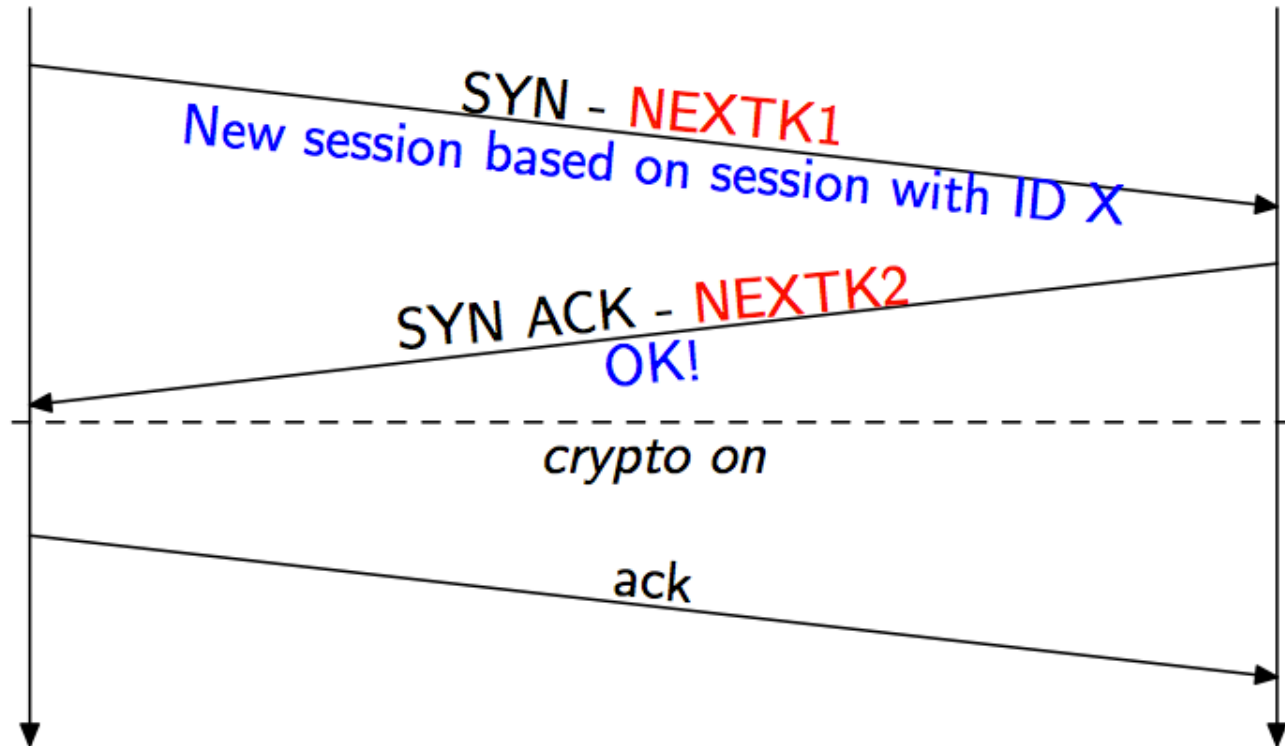 SYN - NEXTK1
New session based on session with ID X
SYN ACK - NEXTK2
OK!
crypto on
ack